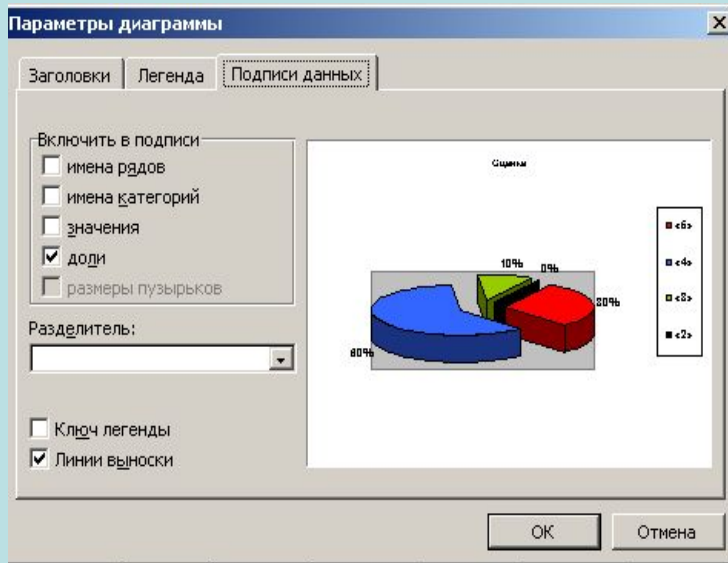 Параметры диаграммы
Заголовки
Легенда
Подписи данных
Включить в подписи
имена рядов
имена категорий
значения
доли
размеры пузырьков
Разделитель:
Ключ легенды
Линии выноски
Оценки
10%
0%
60%
ОК
Отмена